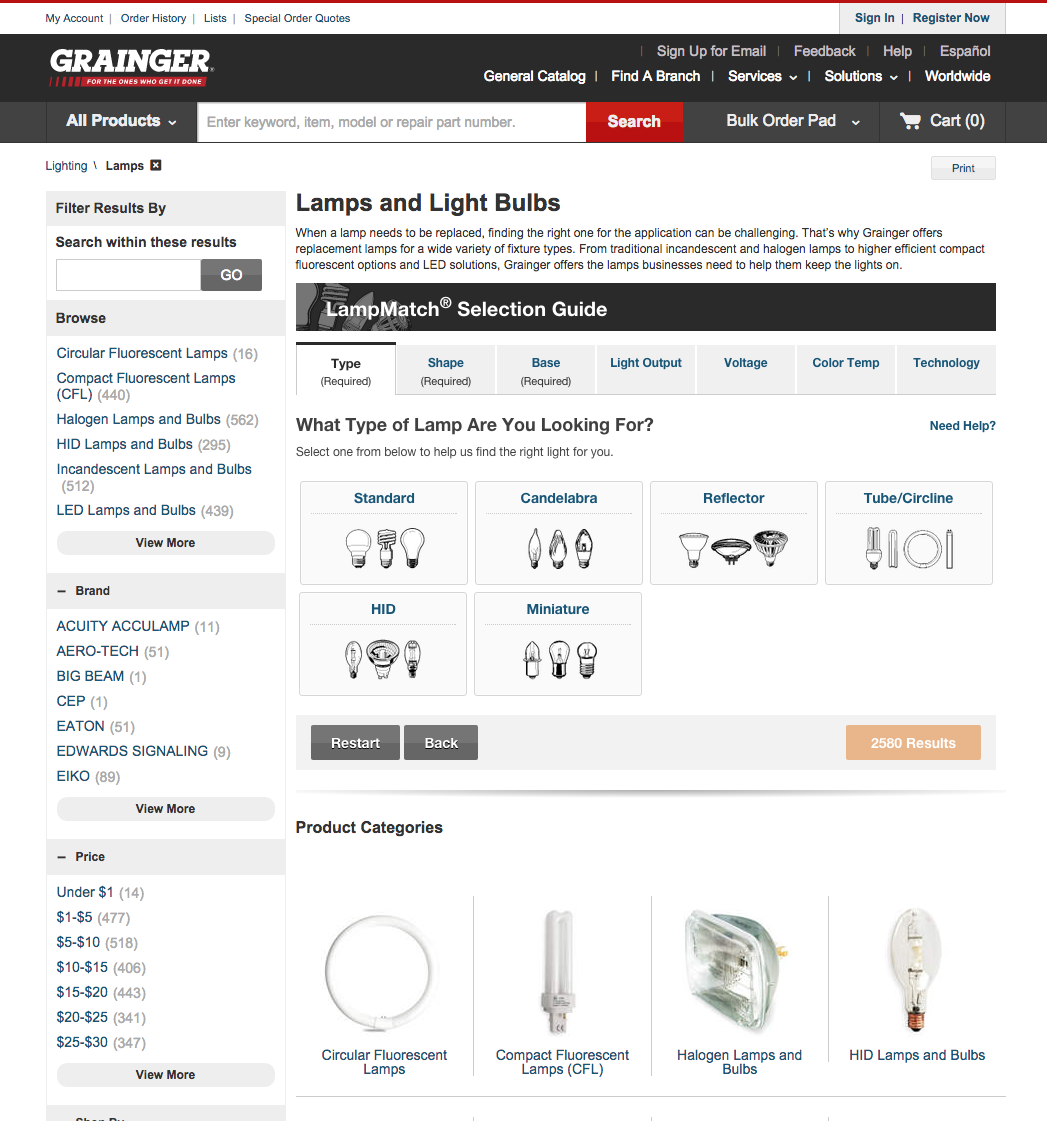 My Account | Order History | Lists | Special Order Quotes
Sign In | Register Now
GRAINGER®
FOR THE ONES WHO GET IT DONE
| Sign Up for Email | Feedback | Help | Español
General Catalog | Find A Branch | Services | Solutions | Worldwide
All Products
Enter keyword, item, model or repair part number.
Search
Bulk Order Pad
Cart (0)
Lighting \ Lamps
Print
Filter Results By
Search within these results
GO
Browse
Circular Fluorescent Lamps (16)
Compact Fluorescent Lamps
(CFL) (440)
Halogen Lamps and Bulbs (562)
HID Lamps and Bulbs (295)
Incandescent Lamps and Bulbs
(512)
LED Lamps and Bulbs (439)
View More
– Brand
ACUITY ACCULAMP (11)
AERO-TECH (51)
BIG BEAM (1)
CEP (1)
EATON (51)
EDWARDS SIGNALING (9)
EIKO (89)
View More
– Price
Under $1 (14)
$1-$5 (477)
$5-$10 (518)
$10-$15 (406)
$15-$20 (443)
$20-$25 (341)
$25-$30 (347)
View More
Lamps and Light Bulbs
When a lamp needs to be replaced, finding the right one for the application can be challenging. That's why Grainger offers
replacement lamps for a wide variety of fixture types. From traditional incandescent and halogen lamps to higher efficient compact
fluorescent options and LED solutions, Grainger offers the lamps businesses need to help them keep the lights on.
LampMatch® Selection Guide
Type
(Required)
Shape
(Required)
Base
(Required)
Light Output
Voltage
Color Temp
Technology
What Type of Lamp Are You Looking For?
Need Help?
Select one from below to help us find the right light for you.
Standard
Candelabra
Reflector
Tube/Circline
HID
Miniature
Restart
Back
2580 Results
Product Categories
Circular Fluorescent
Lamps
Compact Fluorescent
Lamps (CFL)
Halogen Lamps and
Bulbs
HID Lamps and Bulbs